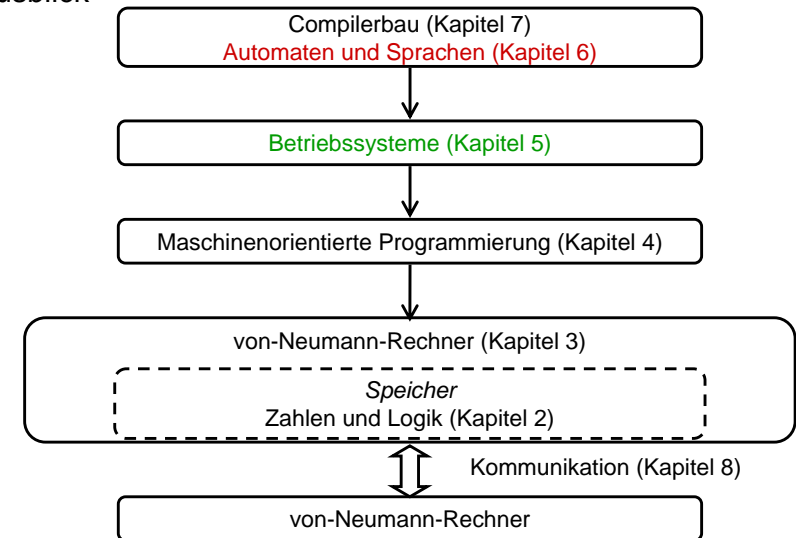 Compilerbau (Kapitel 7)
Automaten und Sprachen (Kapitel 6)
Betriebssysteme (Kapitel 5)
Maschinenorientierte Programmierung (Kapitel 4)
von-Neumann-Rechner (Kapitel 3)
Speicher
Zahlen und Logik (Kapitel 2)
Kommunikation (Kapitel 8)
von-Neumann-Rechner